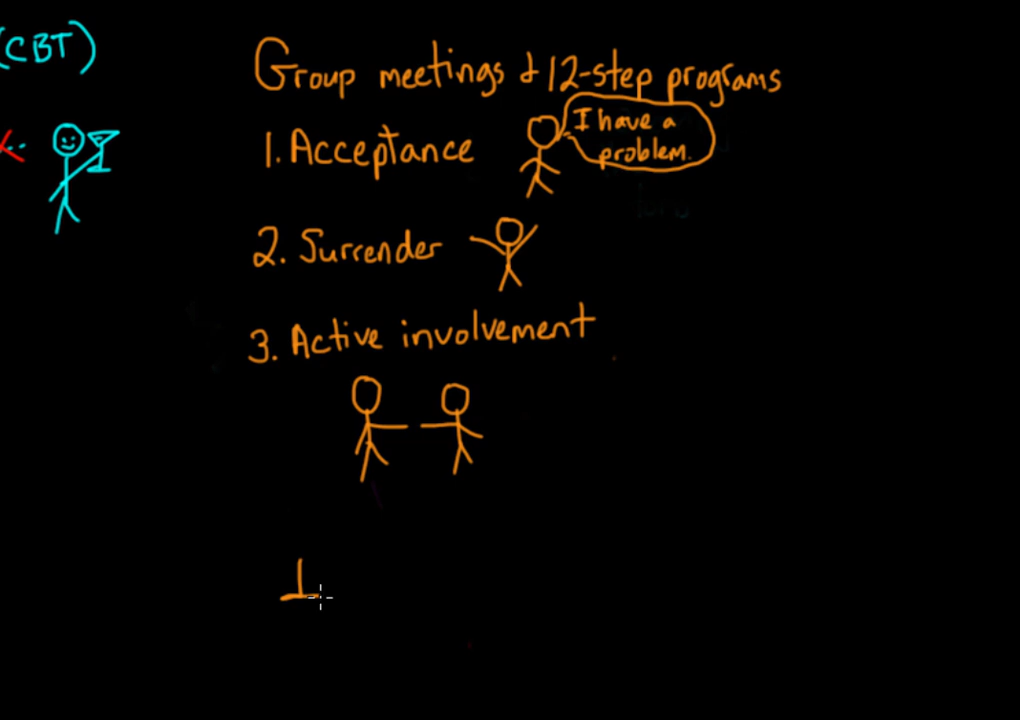 (CBT)
Group meetings & 12-step programs
1. Acceptance
I have a
problem.
2. Surrender
3. Active involvement